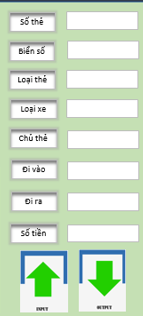 Số thẻ
Biển số
Loại thẻ
Loại xe
Chủ thẻ
Đi vào
Đi ra
Số tiền
INPUT
OUTPUT